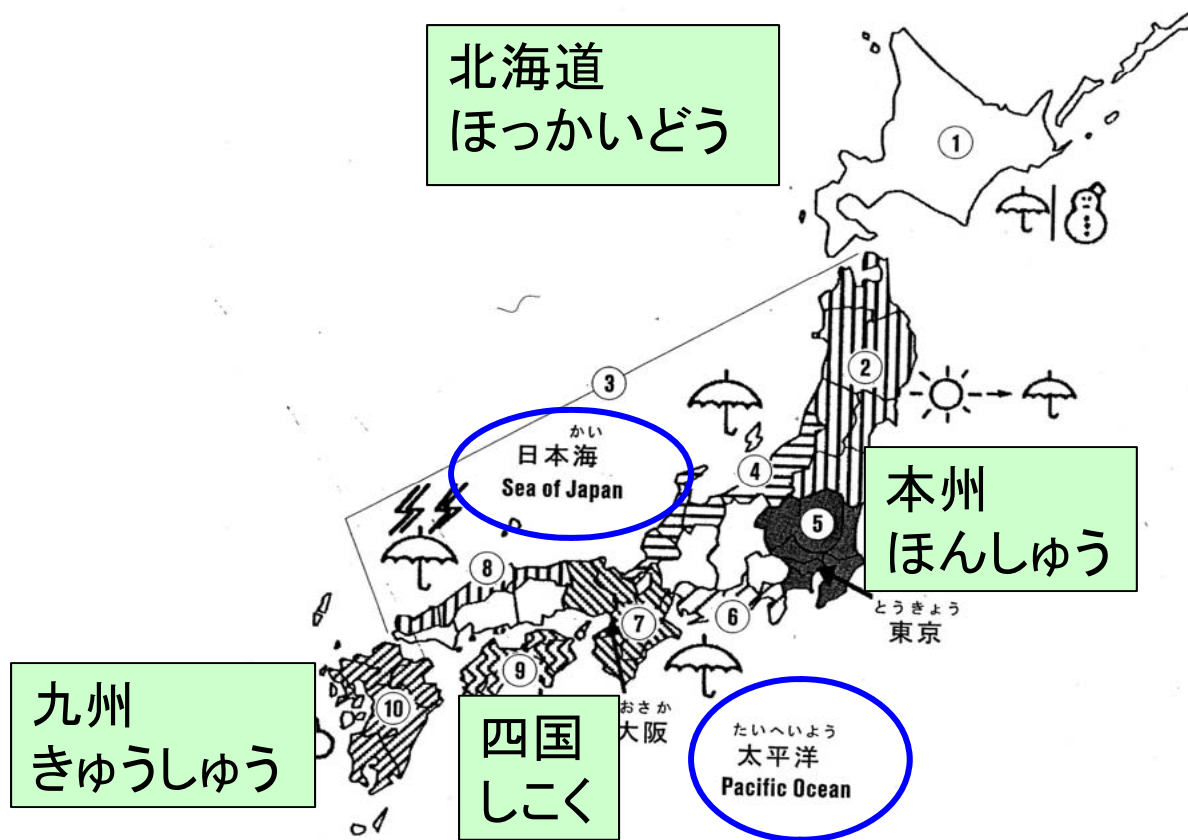 北海道
ほっかいどう
1
2
3
かい
日本海
Sea of Japan
4
本州
ほんしゅう
5
8
とうきょう
東京
6
7
9
10
九州
きゅうしゅう
四国
しこく
おさか
大阪
たいへいよう
太平洋
Pacific Ocean